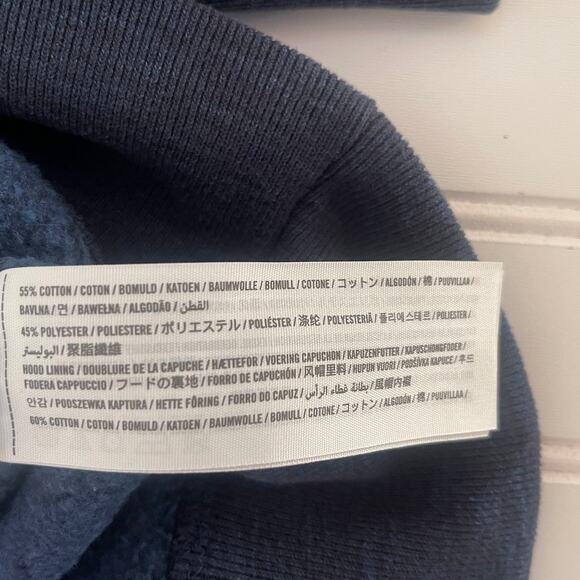 55% COTTON / COTON / BOMULD / KATOEN / BAUMWOLLE / BOMULL / COTONE / コットン / ALGODÓN / 棉 / PUUVILLAA /
BAVLNA / 면 / BAWEŁNA / ALGODÃO / القطن /
45% POLYESTER / POLIESTERE / ポリエステル / POLIÉSTER / 涤纶 / POLYESTERIÄ / 폴리에스테르 / POLIESTER /
البوليستر / 聚脂纖維
HOOD LINING / DOUBLURE DE LA CAPUCHE / HÆTTEFOR / VOERING CAPUCHON / KAPUZENFUTTER / KAPUSCHONGFODER /
FODERA CAPPUCCIO / フードの裏地 / FORRO DE CAPUCHÓN / 风帽里料 / HUPUN VUORI / PODŠÍVKA KAPUCE / 후드
안감 / PODSZEWKA KAPTURA / HETTE FÔRING / FORRO DO CAPUZ / بطانة غطاء الرأس / 風帽内襯
60% COTTON / COTON / BOMULD / KATOEN / BAUMWOLLE / BOMULL / COTONE / コットン / ALGODÓN / 棉 / PUUVILLAA /